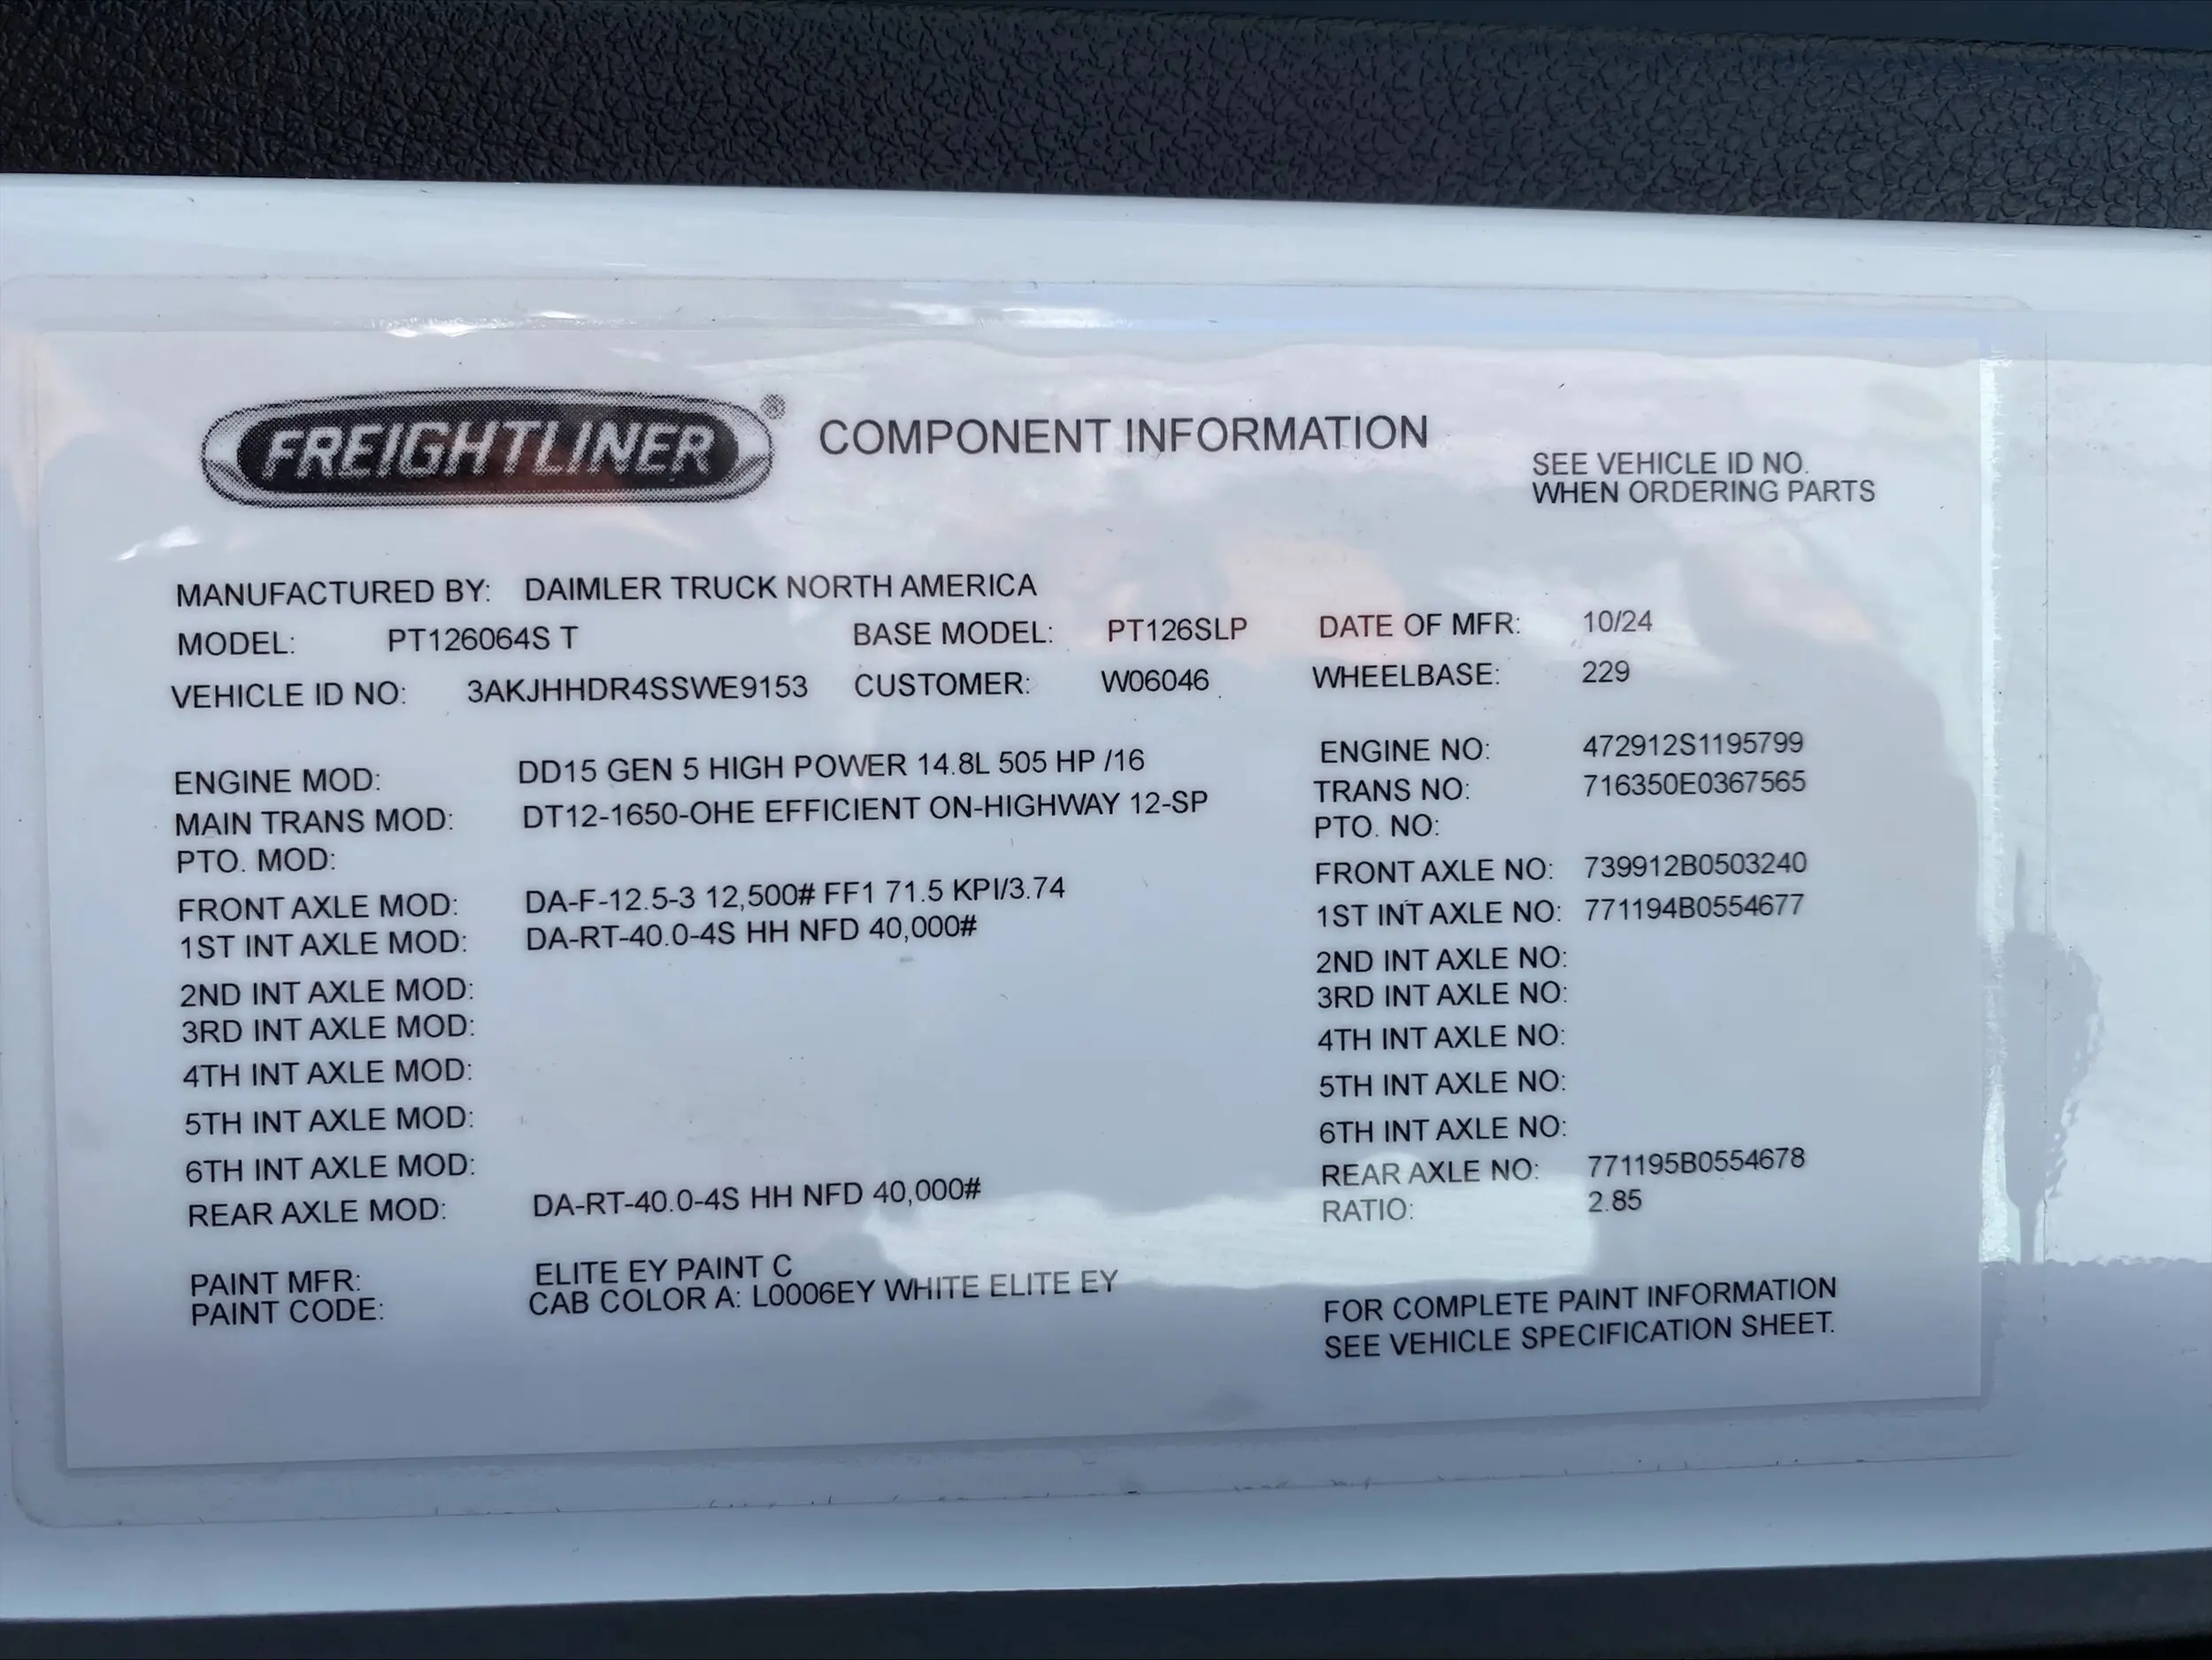 FREIGHTLINER® COMPONENT INFORMATION
SEE VEHICLE ID NO.
WHEN ORDERING PARTS
MANUFACTURED BY: DAIMLER TRUCK NORTH AMERICA
MODEL: PT126064S T BASE MODEL: PT126SLP DATE OF MFR: 10/24
VEHICLE ID NO: 3AKJHHDR4SSWE9153 CUSTOMER: W06046 WHEELBASE: 229
ENGINE MOD: DD15 GEN 5 HIGH POWER 14.8L 505 HP /16 ENGINE NO: 472912S1195799
MAIN TRANS MOD: DT12-1650-OHE EFFICIENT ON-HIGHWAY 12-SP TRANS NO: 716350E0367565
PTO. MOD: PTO. NO:
FRONT AXLE MOD: DA-F-12.5-3 12,500# FF1 71.5 KPI/3.74 FRONT AXLE NO: 739912B0503240
1ST INT AXLE MOD: DA-RT-40.0-4S HH NFD 40,000# 1ST INT AXLE NO: 771194B0554677
2ND INT AXLE MOD: 2ND INT AXLE NO:
3RD INT AXLE MOD: 3RD INT AXLE NO:
4TH INT AXLE MOD: 4TH INT AXLE NO:
5TH INT AXLE MOD: 5TH INT AXLE NO:
6TH INT AXLE MOD: 6TH INT AXLE NO:
REAR AXLE MOD: DA-RT-40.0-4S HH NFD 40,000# REAR AXLE NO: 771195B0554678
RATIO: 2.85
PAINT MFR: ELITE EY PAINT C
PAINT CODE: CAB COLOR A: L0006EY WHITE ELITE EY
FOR COMPLETE PAINT INFORMATION
SEE VEHICLE SPECIFICATION SHEET.